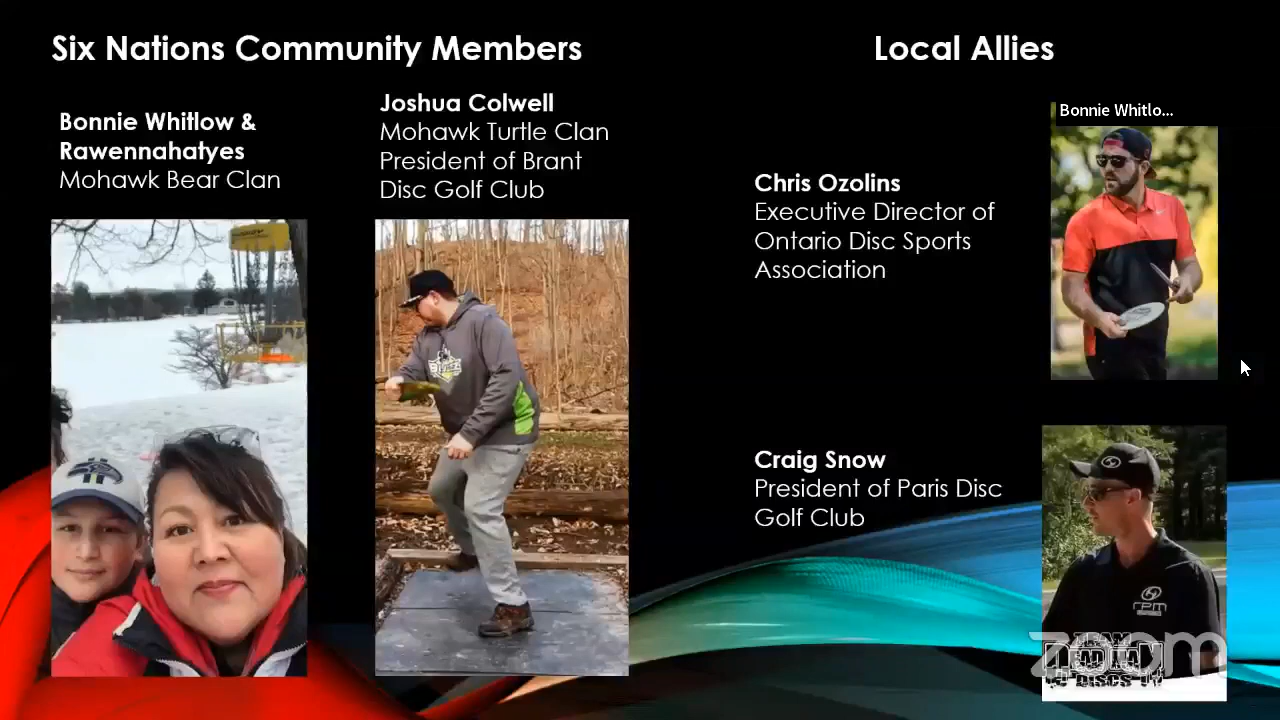 Six Nations Community Members
Local Allies
Bonnie Whitlow &
Rawennahatyes
Mohawk Bear Clan
Joshua Colwell
Mohawk Turtle Clan
President of Brant
Disc Golf Club
Bonnie Whitlo...
Chris Ozolins
Executive Director of
Ontario Disc Sports
Association
Craig Snow
President of Paris Disc
Golf Club
rpm
zoom
DISCS